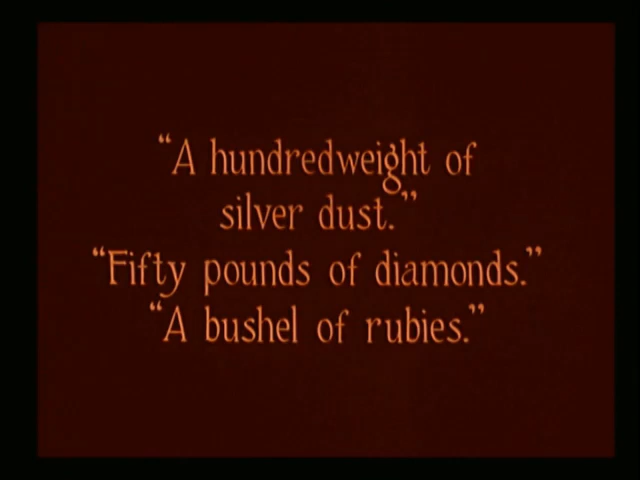 “A hundredweight of
silver dust.”
“Fifty pounds of diamonds.”
“A bushel of rubies.”